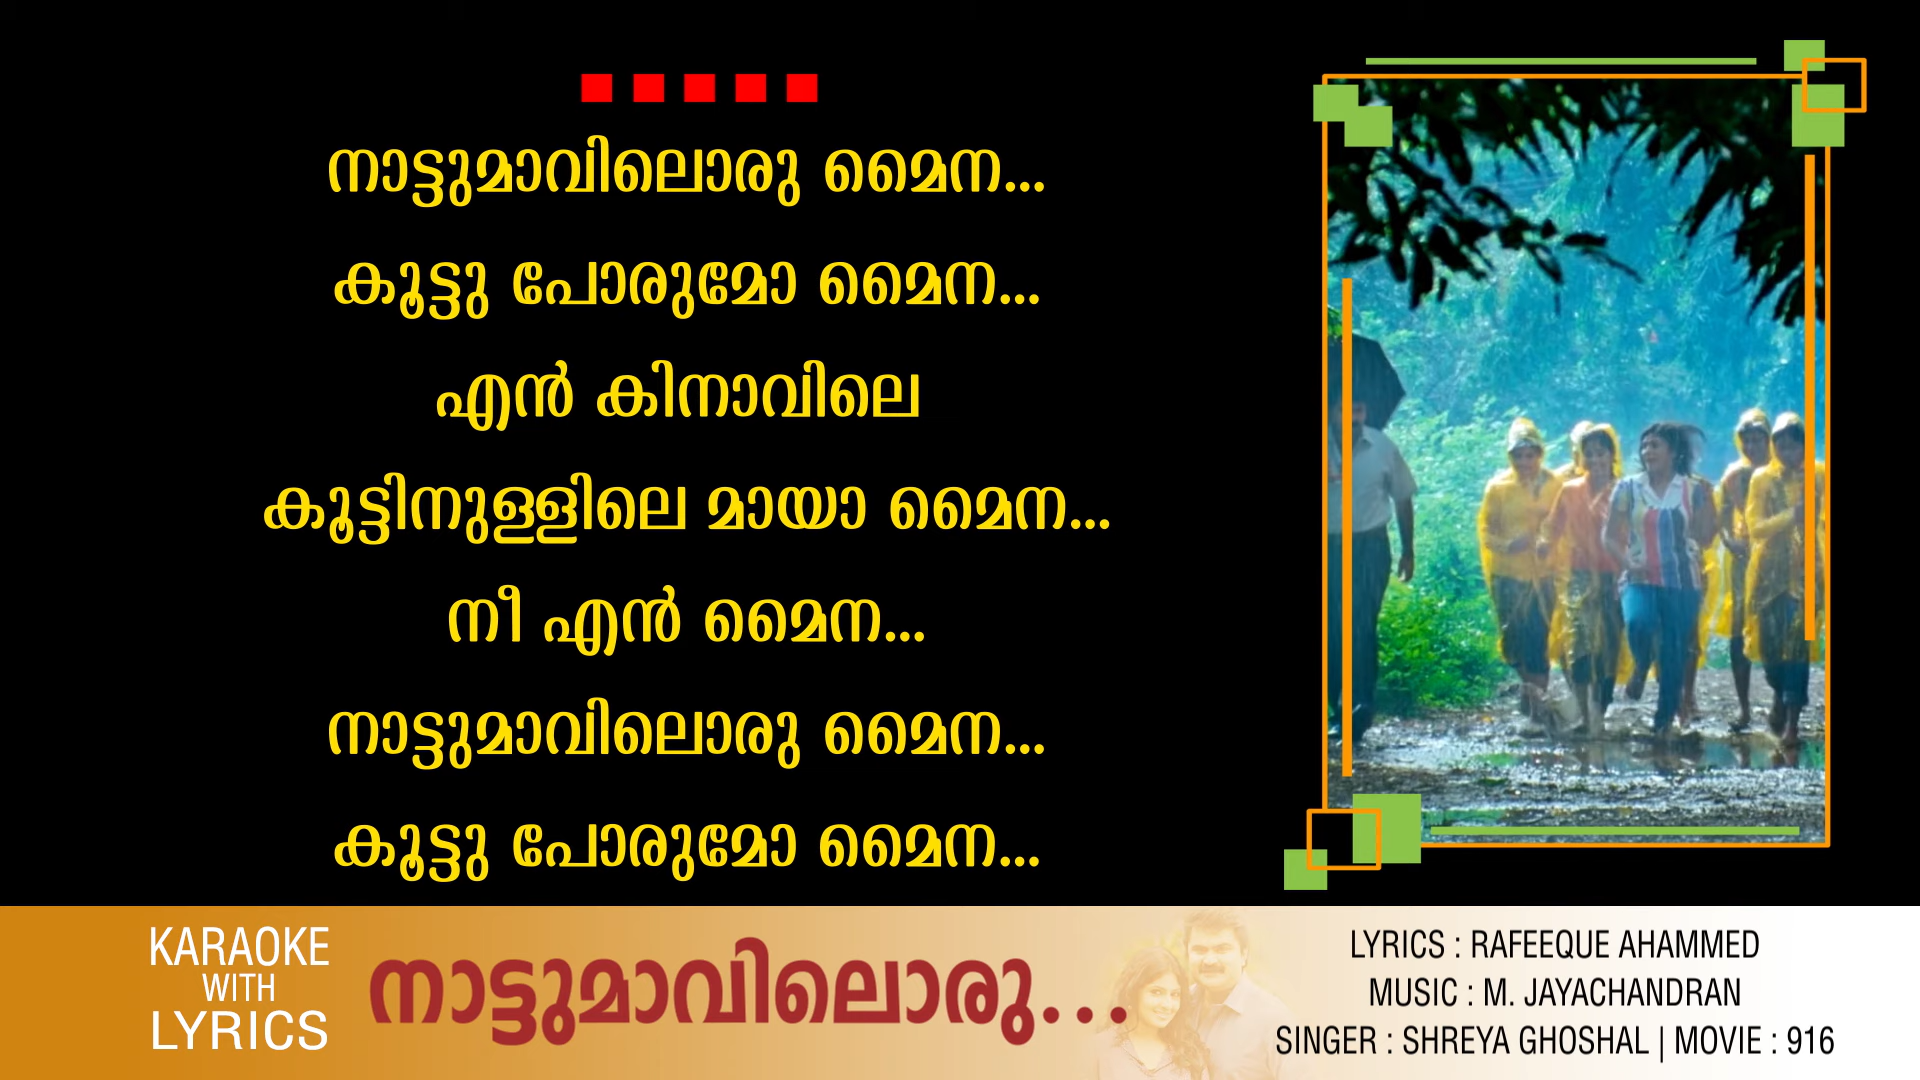 നാട്ടുമാവിലൊരു മൈന...
കൂട്ടു പോരുമോ മൈന...
എൻ കിനാവിലെ
കൂട്ടിനുള്ളിലെ മായാ മൈന...
നീ എൻ മൈന...
നാട്ടുമാവിലൊരു മൈന...
കൂട്ടു പോരുമോ മൈന...
KARAOKE
WITH
LYRICS
നാട്ടുമാവിലൊരു...
LYRICS : RAFEEQUE AHAMMED
MUSIC : M. JAYACHANDRAN
SINGER : SHREYA GHOSHAL | MOVIE : 916